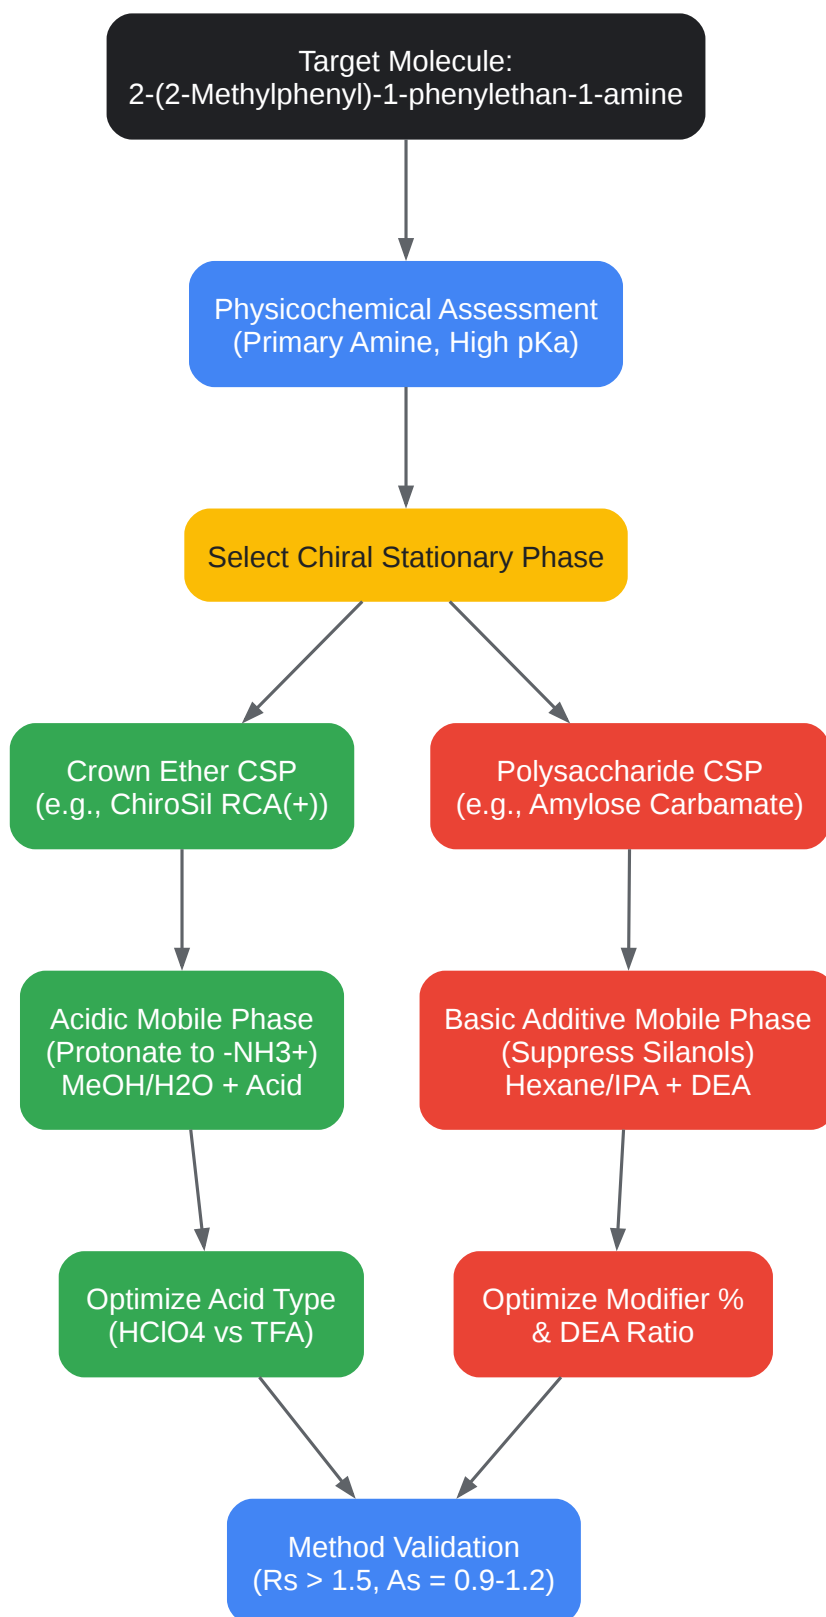 Target Molecule:
2-(2-Methylphenyl)-1-phenylethan-1-amine
Physicochemical Assessment
(Primary Amine, High pKa)
Select Chiral Stationary Phase
Crown Ether CSP
(e.g., ChiroSil RCA(+))
Polysaccharide CSP
(e.g., Amylose Carbamate)
Acidic Mobile Phase
(Protonate to -NH3+)
MeOH/H2O + Acid
Basic Additive Mobile Phase
(Suppress Silanols)
Hexane/IPA + DEA
Optimize Acid Type
(HClO4 vs TFA)
Optimize Modifier %
& DEA Ratio
Method Validation
(Rs > 1.5, As = 0.9-1.2)